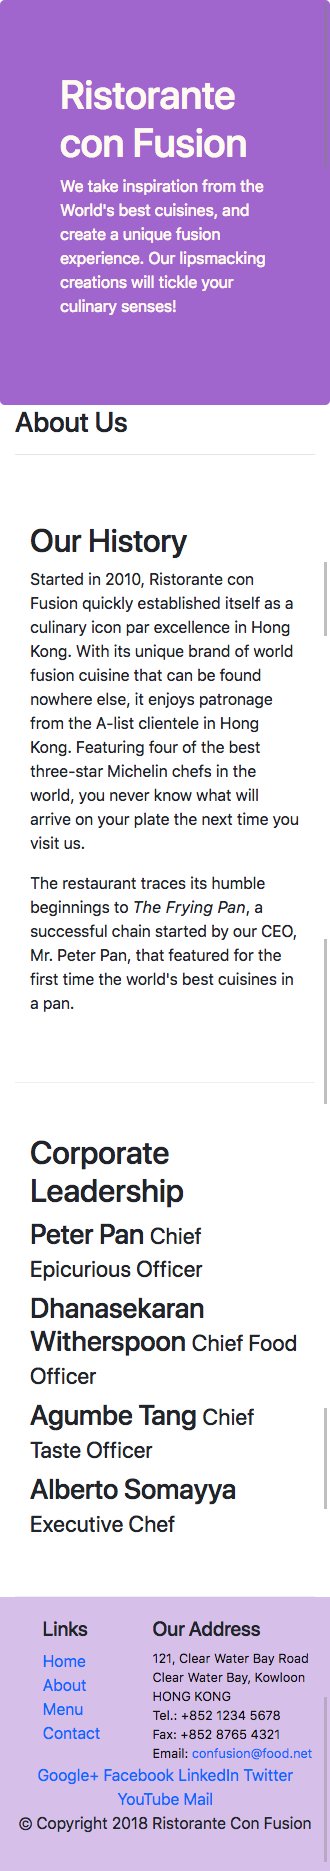 Ristorante
con Fusion
We take inspiration from the
World's best cuisines, and
create a unique fusion
experience. Our lipsmacking
creations will tickle your
culinary senses!
About Us
Our History
Started in 2010, Ristorante con
Fusion quickly established itself as a
culinary icon par excellence in Hong
Kong. With its unique brand of world
fusion cuisine that can be found
nowhere else, it enjoys patronage
from the A-list clientele in Hong
Kong. Featuring four of the best
three-star Michelin chefs in the
world, you never know what will
arrive on your plate the next time you
visit us.
The restaurant traces its humble
beginnings to The Frying Pan, a
successful chain started by our CEO,
Mr. Peter Pan, that featured for the
first time the world's best cuisines in
a pan.
Corporate
Leadership
Peter Pan Chief
Epicurious Officer
Dhanasekaran
Witherspoon Chief Food
Officer
Agumbe Tang Chief
Taste Officer
Alberto Somayya
Executive Chef
Links
Home
About
Menu
Contact
Our Address
121, Clear Water Bay Road
Clear Water Bay, Kowloon
HONG KONG
Tel.: +852 1234 5678
Fax: +852 8765 4321
Email: confusion@food.net
Google+ Facebook LinkedIn Twitter
YouTube Mail
© Copyright 2018 Ristorante Con Fusion